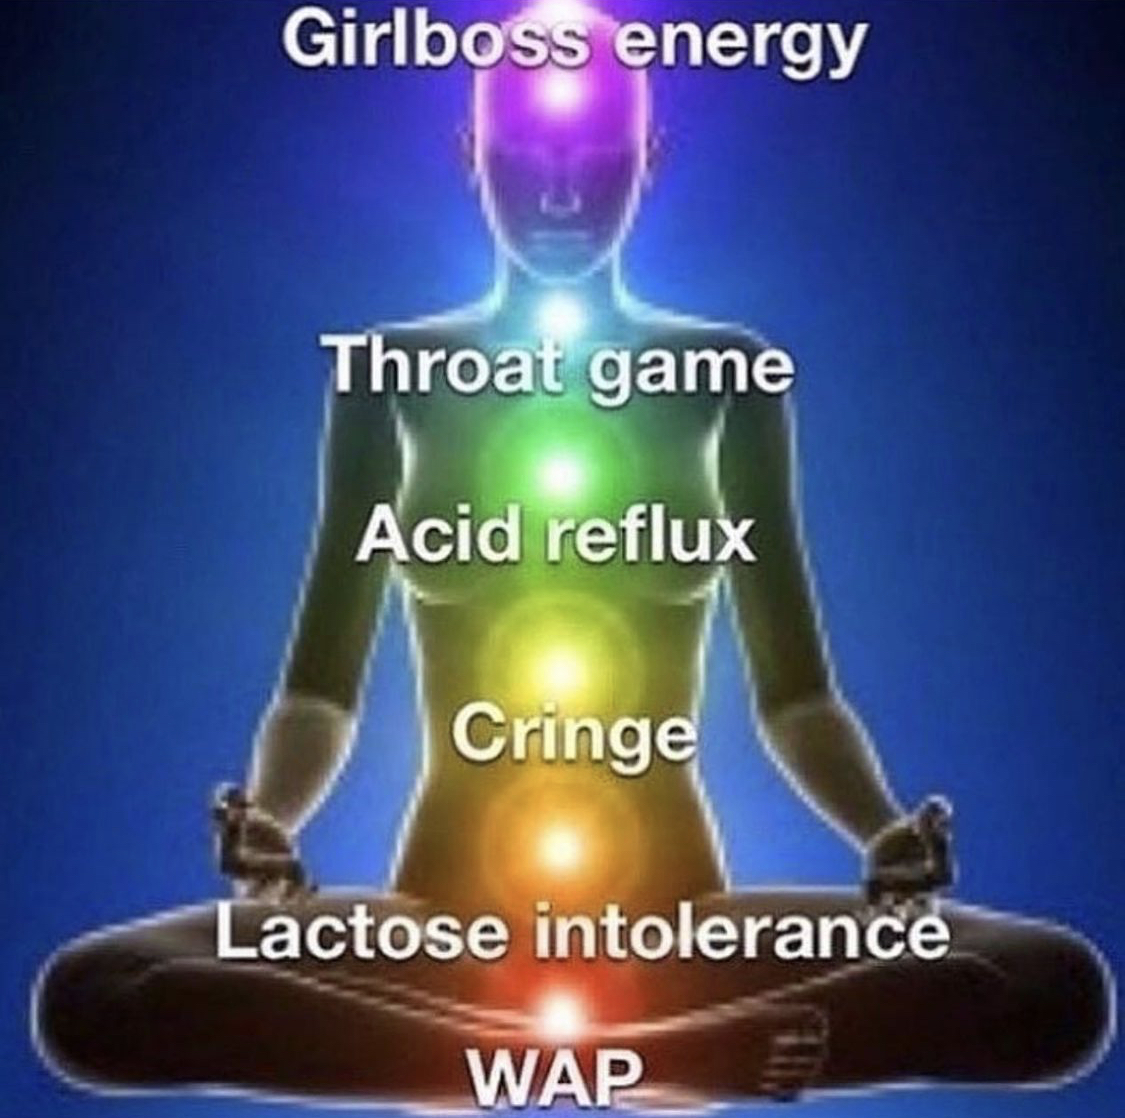 Girlboss energy
Throat game
Acid reflux
Cringe
Lactose intolerance
WAP